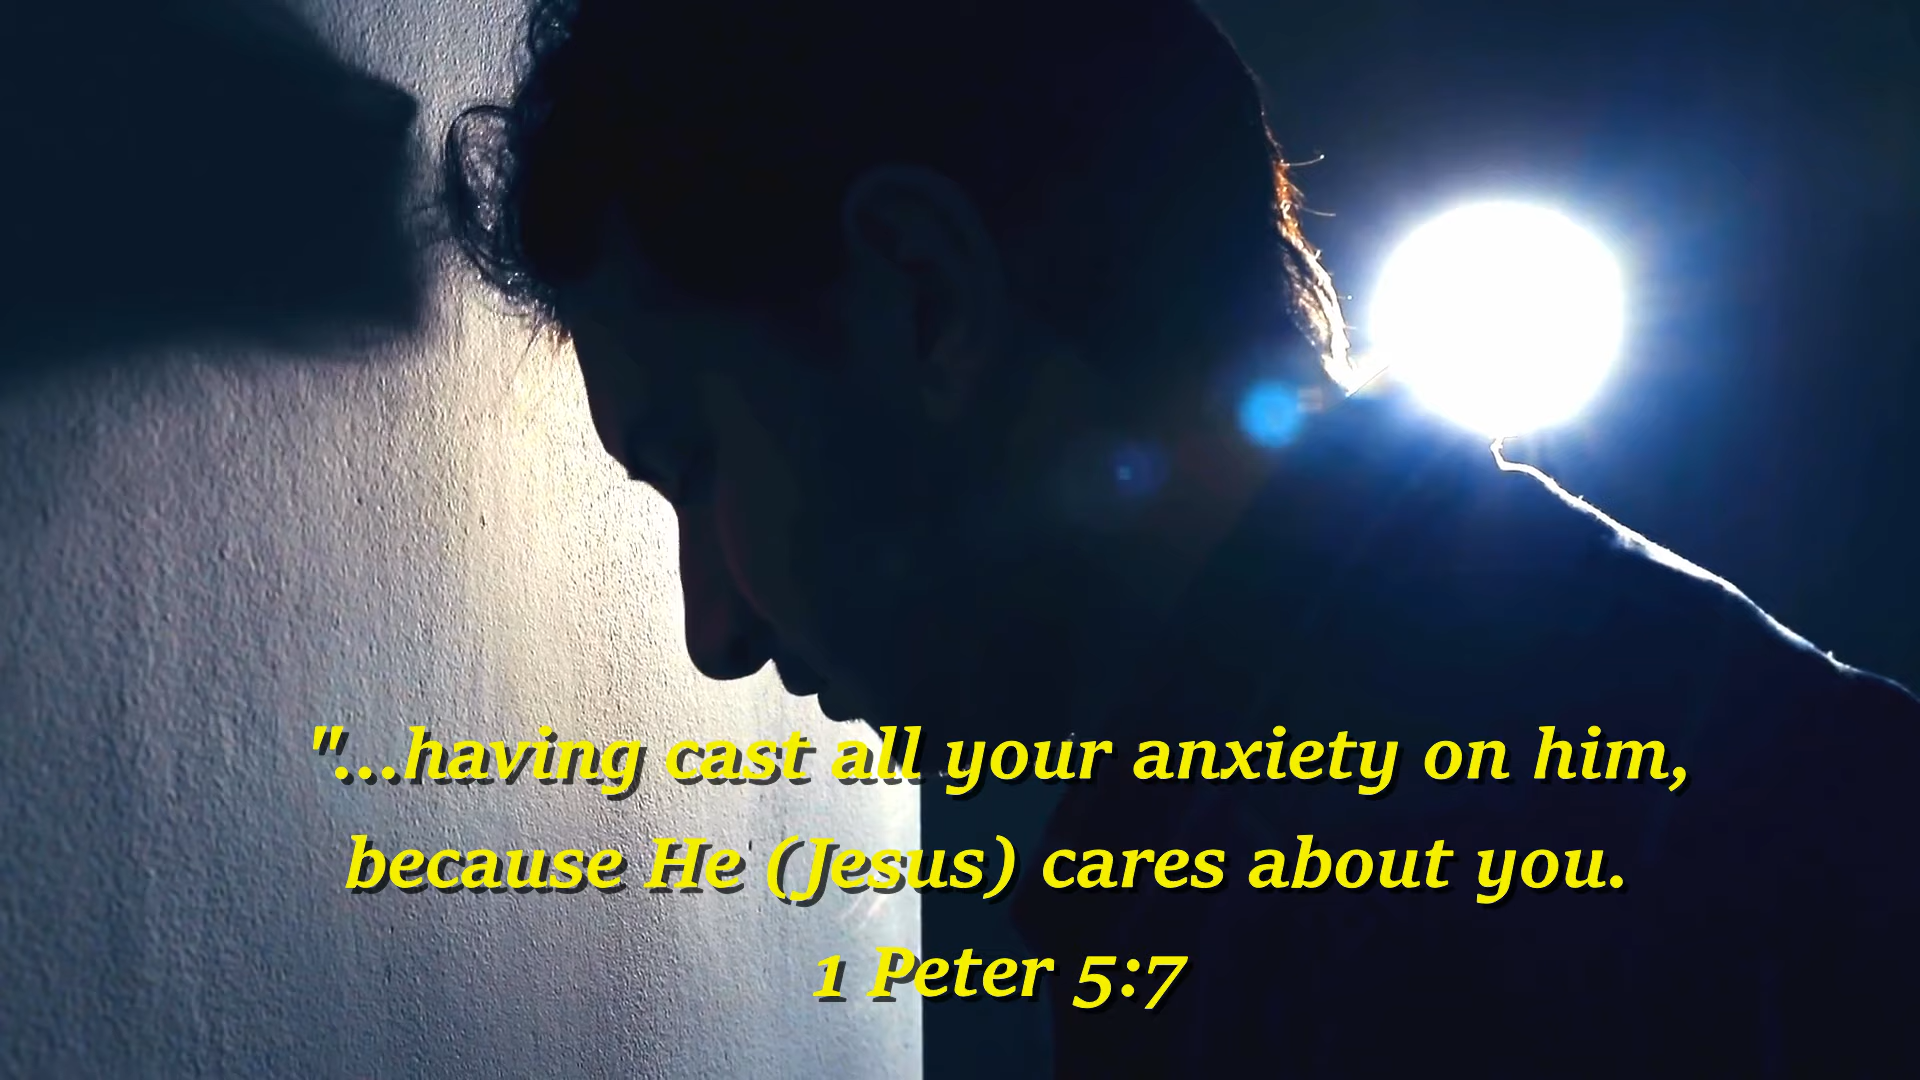 "...having cast all your anxiety on him,
because He (Jesus) cares about you.
1 Peter 5:7